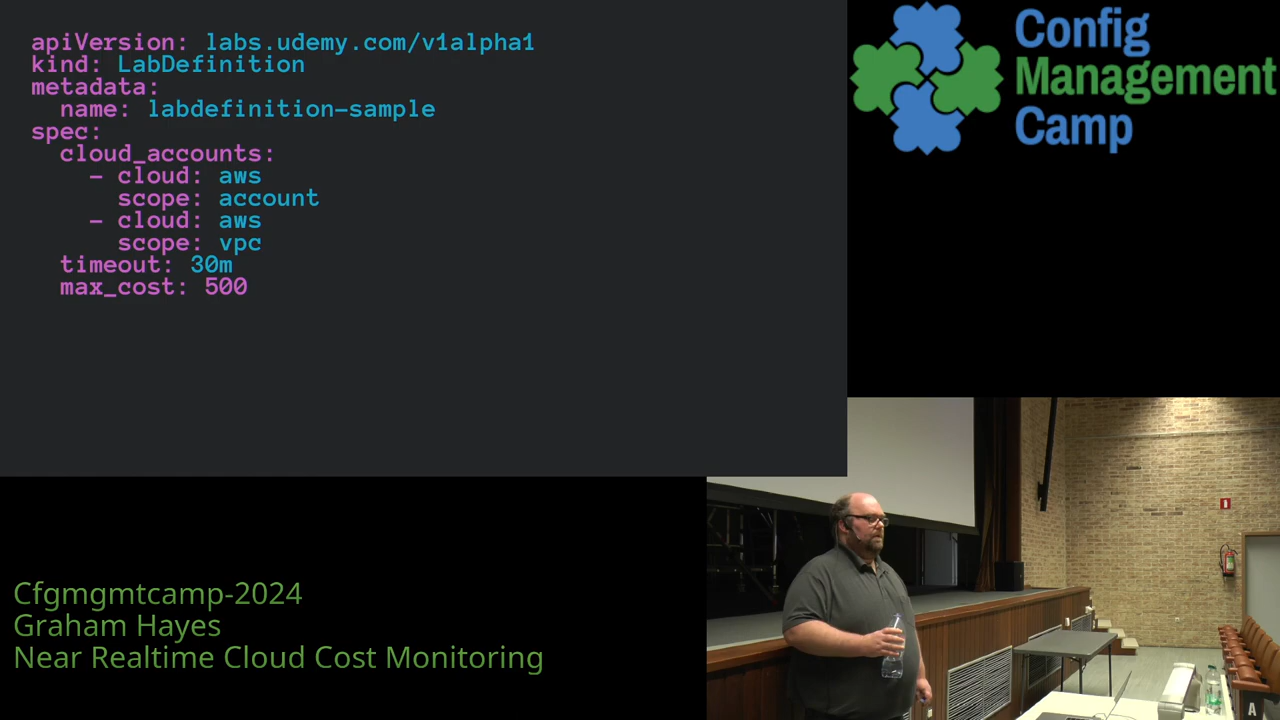 apiVersion: labs.udemy.com/v1alpha1
kind: LabDefinition
metadata:
  name: labdefinition-sample
spec:
  cloud_accounts:
    - cloud: aws
      scope: account
    - cloud: aws
      scope: vpc
  timeout: 30m
  max_cost: 500
Config
Management
Camp
Cfgmgmtcamp-2024
Graham Hayes
Near Realtime Cloud Cost Monitoring
A